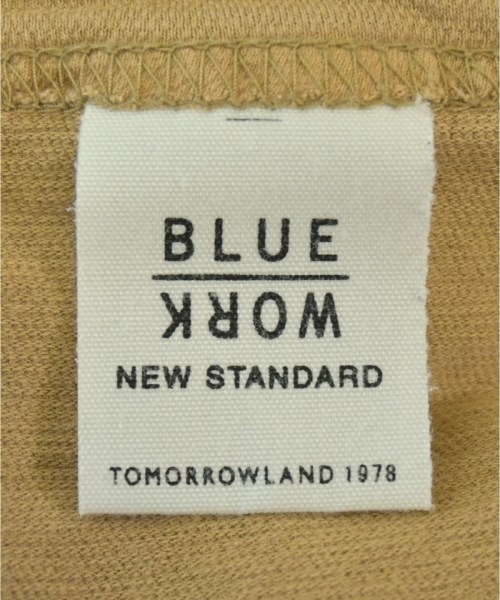 BLUE
WORK
NEW STANDARD
TOMORROWLAND 1978